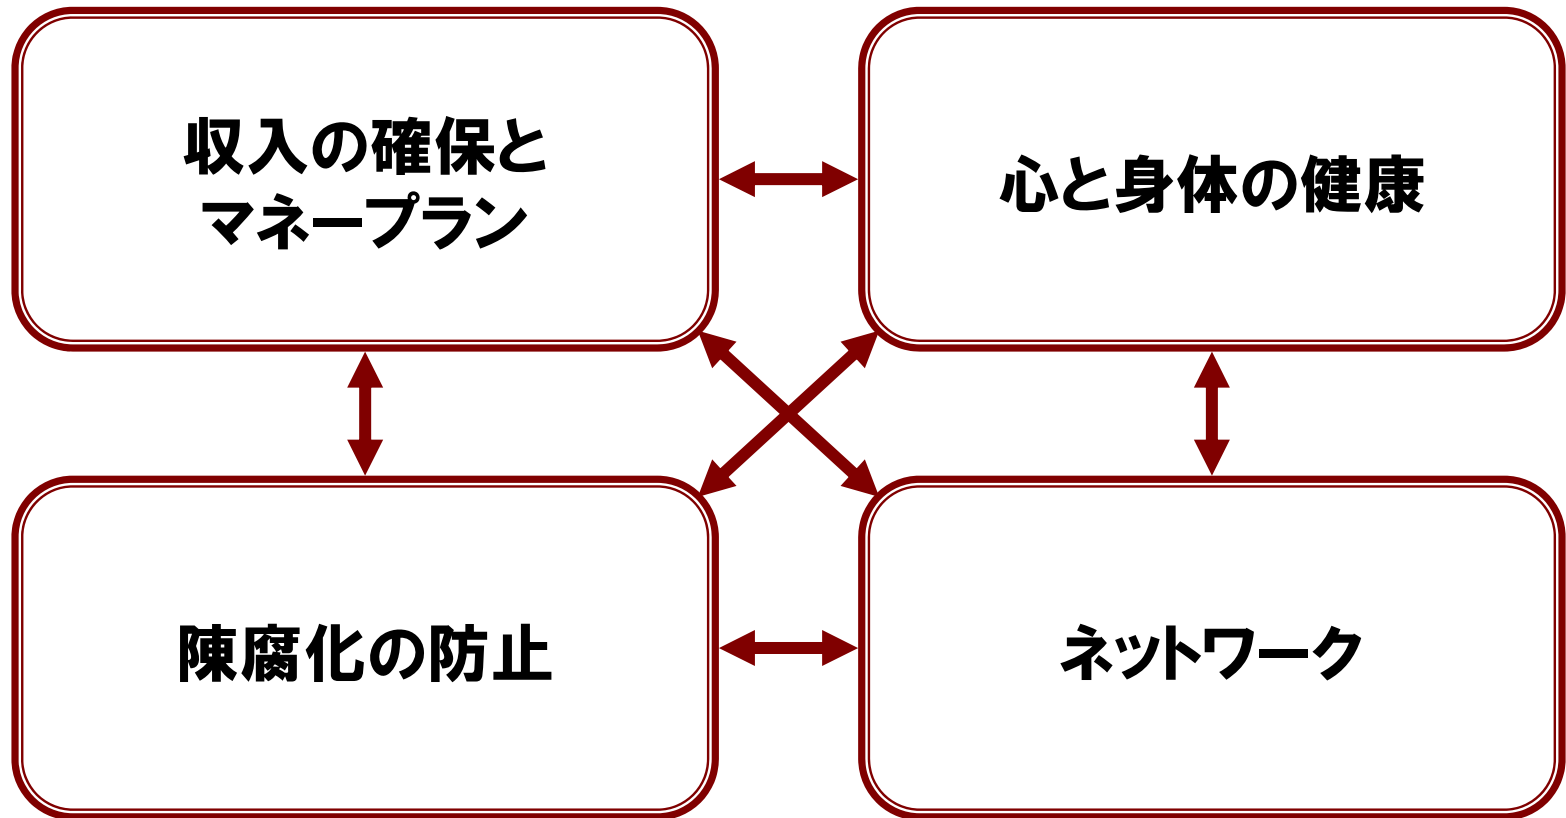 収入の確保と
マネープラン
心と身体の健康
陳腐化の防止
ネットワーク